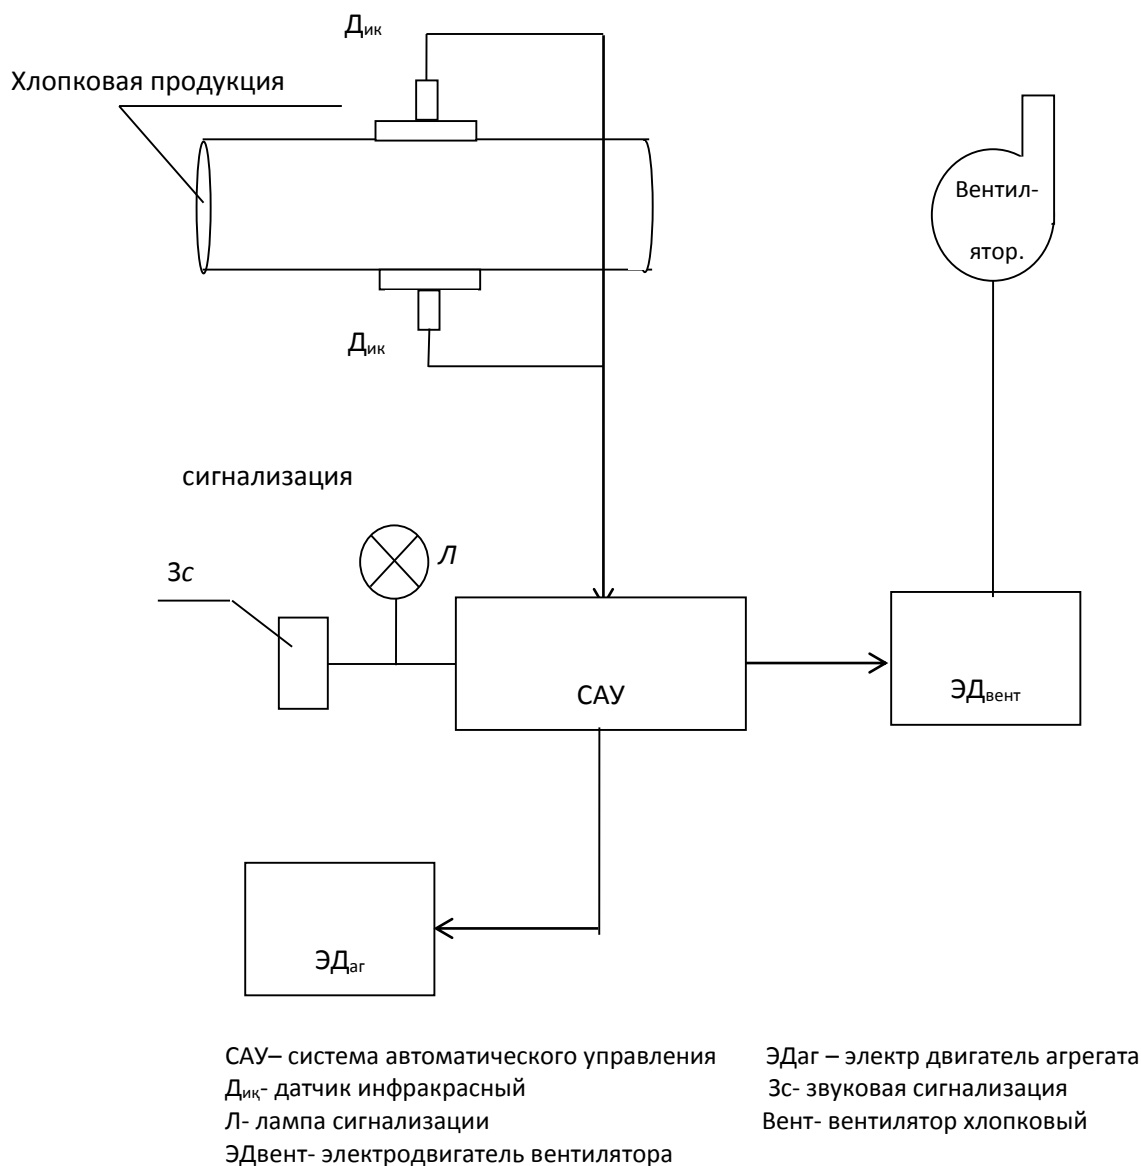 Дик
Хлопковая продукция
Вентил-
ятор.
Дик
сигнализация
Л
Зс
САУ
ЭДвент
ЭДаг
САУ– система автоматического управления ЭДаг – электр двигатель агрегата
Диқ- датчик инфракрасный Зс- звуковая сигнализация
Л- лампа сигнализации Вент- вентилятор хлопковый
ЭДвент- электродвигатель вентилятора